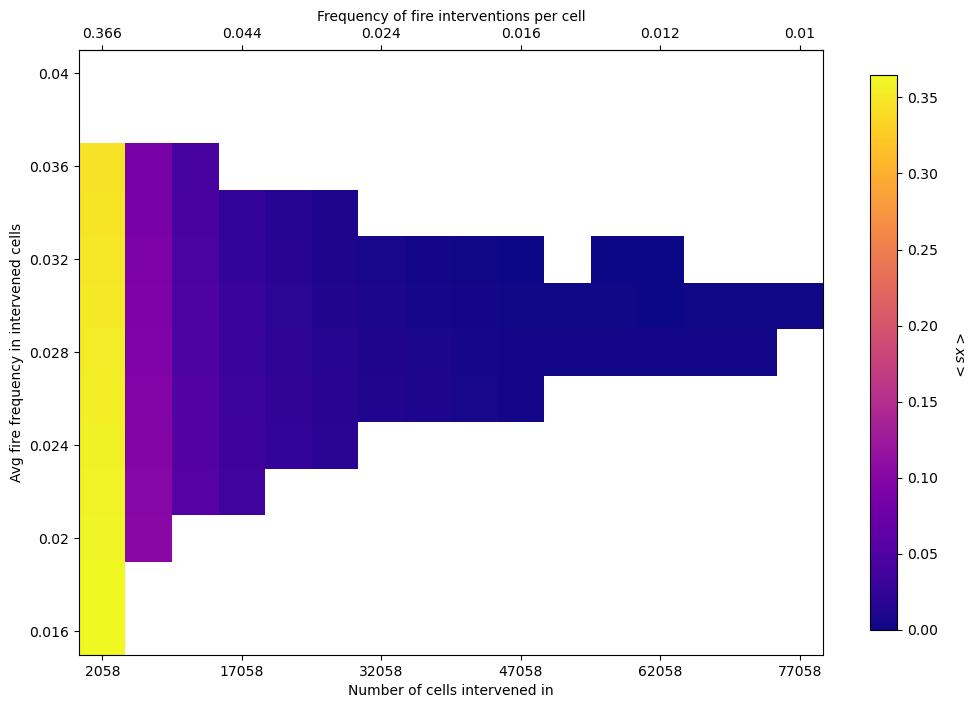 Frequency of fire interventions per cell
0.366 0.044 0.024 0.016 0.012 0.01
0.04
0.036
0.032
0.028
0.024
0.02
0.016
Avg fire frequency in intervened cells
2058 17058 32058 47058 62058 77058
Number of cells intervened in
0.35
0.30
0.25
0.20
0.15
0.10
0.05
0.00
< xs >